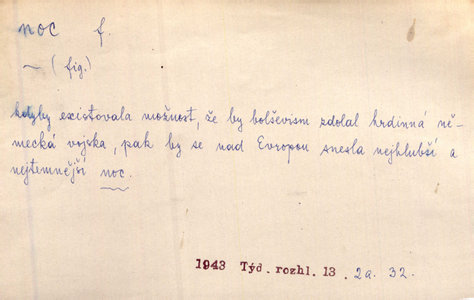 noc f.
~ (fig.)
kdyby existovala možnost, že by bolševism zdolal hrdinná ně-
mecká vojska, pak by se nad Evropou snesla nejhlubší a
nejtemnější noc.
1943 Týd. rozhl. 13. 2a. 32.